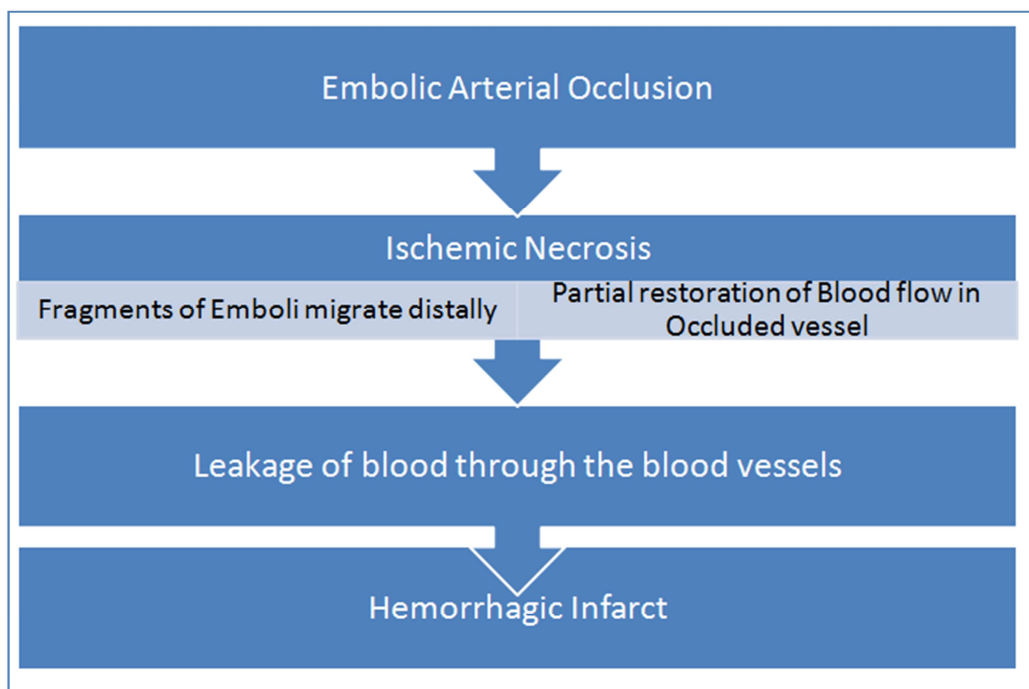 Embolic Arterial Occlusion
Ischemic Necrosis
Fragments of Emboli migrate distally
Partial restoration of Blood flow in
Occluded vessel
Leakage of blood through the blood vessels
Hemorrhagic Infarct